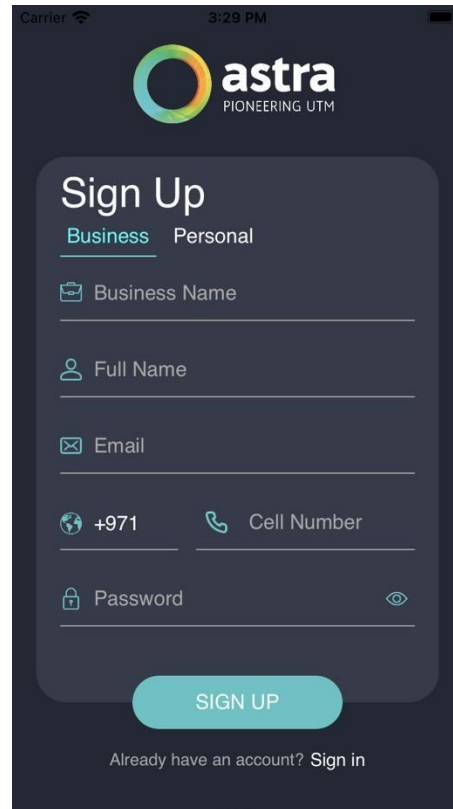 Carrier 3:29 PM
astra
PIONEERING UTM
Sign Up
Business Personal
Business Name
Full Name
Email
+971 Cell Number
Password
SIGN UP
Already have an account? Sign in